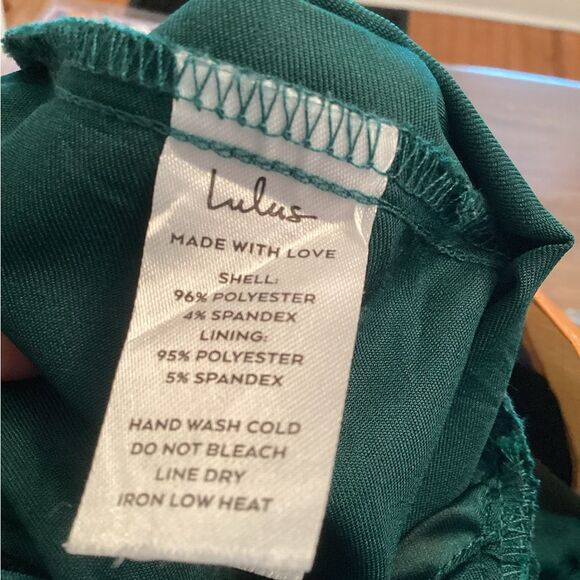 Lulus
MADE WITH LOVE
SHELL:
96% POLYESTER
4% SPANDEX
LINING:
95% POLYESTER
5% SPANDEX
HAND WASH COLD
DO NOT BLEACH
LINE DRY
IRON LOW HEAT